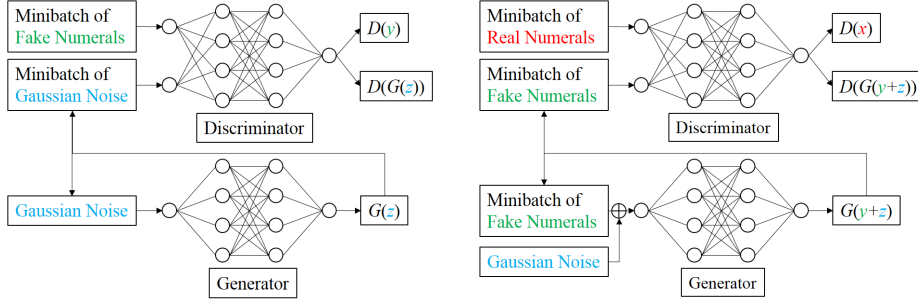 Minibatch of
Fake Numerals
D(y)
Minibatch of
Gaussian Noise
D(G(z))
Discriminator
Gaussian Noise
G(z)
Generator
Minibatch of
Real Numerals
D(x)
Minibatch of
Fake Numerals
D(G(y+z))
Discriminator
Minibatch of
Fake Numerals
G(y+z)
Gaussian Noise
Generator